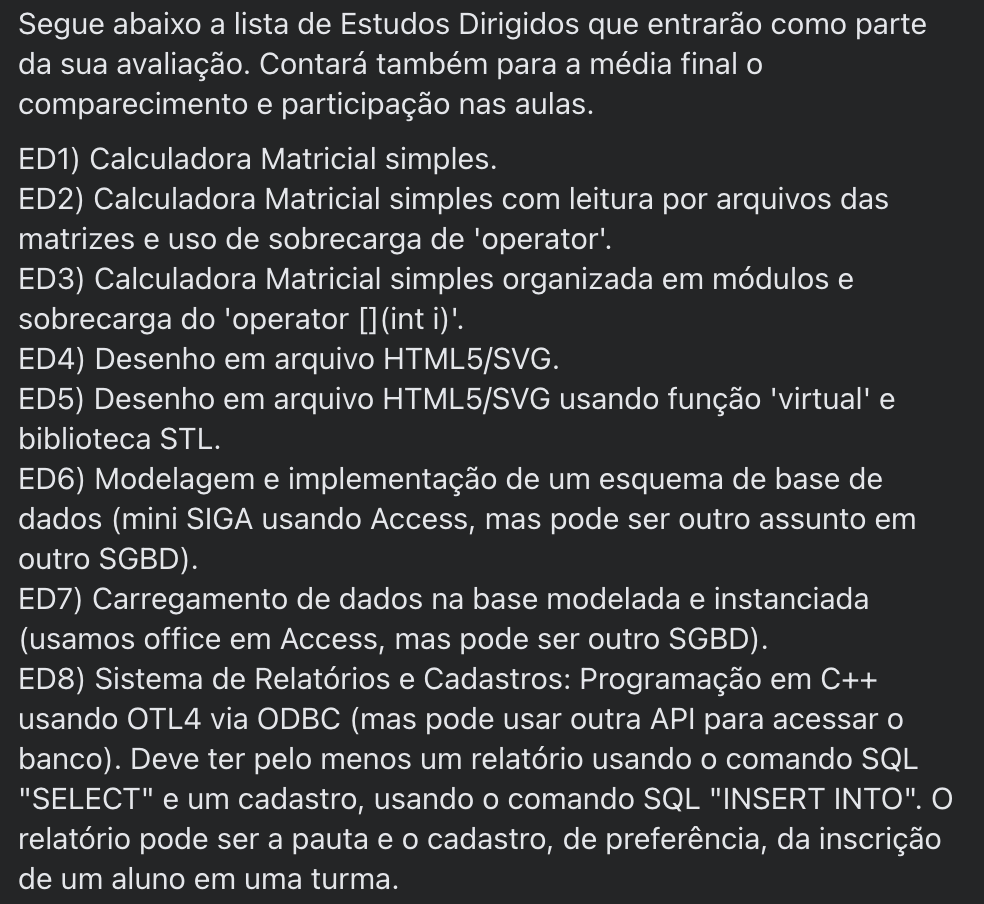 Segue abaixo a lista de Estudos Dirigidos que entrarão como parte
da sua avaliação. Contará também para a média final o
comparecimento e participação nas aulas.
ED1) Calculadora Matricial simples.
ED2) Calculadora Matricial simples com leitura por arquivos das
matrizes e uso de sobrecarga de 'operator'.
ED3) Calculadora Matricial simples organizada em módulos e
sobrecarga do 'operator [](int i)'.
ED4) Desenho em arquivo HTML5/SVG.
ED5) Desenho em arquivo HTML5/SVG usando função 'virtual' e
biblioteca STL.
ED6) Modelagem e implementação de um esquema de base de
dados (mini SIGA usando Access, mas pode ser outro assunto em
outro SGBD).
ED7) Carregamento de dados na base modelada e instanciada
(usamos office em Access, mas pode ser outro SGBD).
ED8) Sistema de Relatórios e Cadastros: Programação em C++
usando OTL4 via ODBC (mas pode usar outra API para acessar o
banco). Deve ter pelo menos um relatório usando o comando SQL
"SELECT" e um cadastro, usando o comando SQL "INSERT INTO". O
relatório pode ser a pauta e o cadastro, de preferência, da inscrição
de um aluno em uma turma.